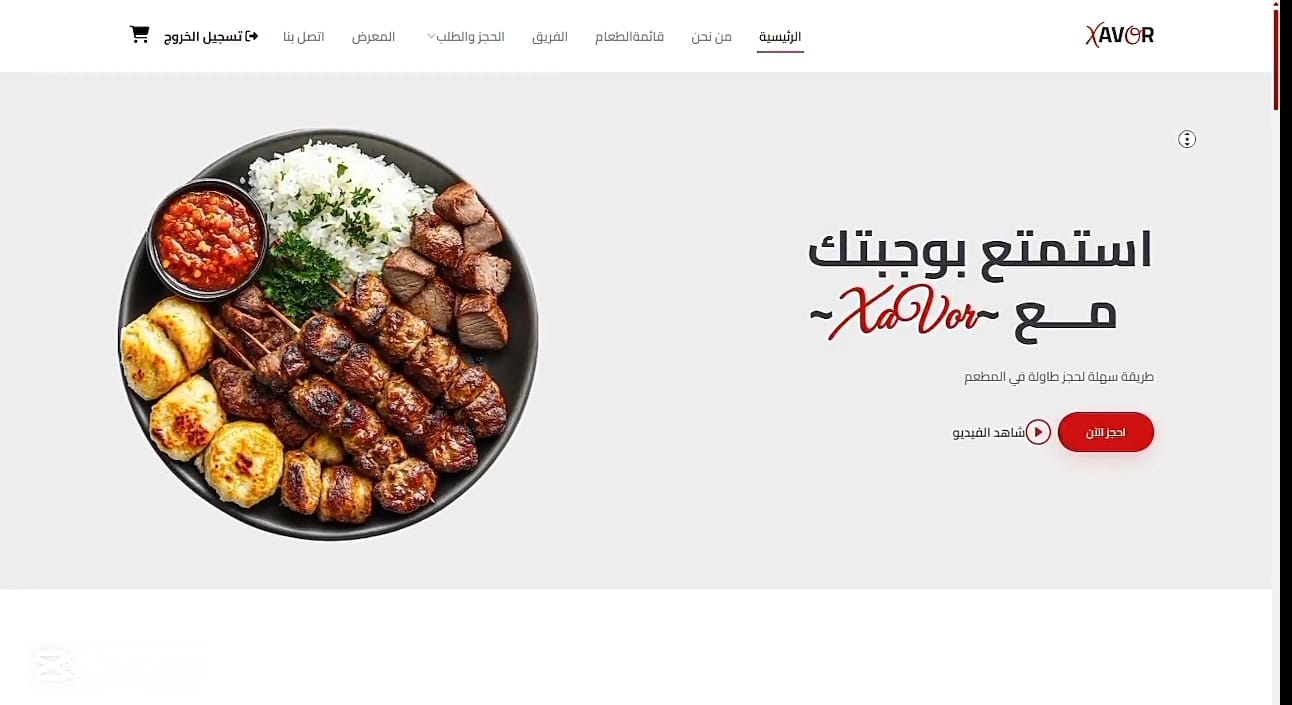 XAVOR
الرئيسية
من نحن
قائمةالطعام
الفريق
الحجز والطلب
المعرض
اتصل بنا
تسجيل الخروج
استمتع بوجبتك
مــــع ~XaVor~
طريقة سهلة لحجز طاولة في المطعم
احجز الآن
شاهد الفيديو